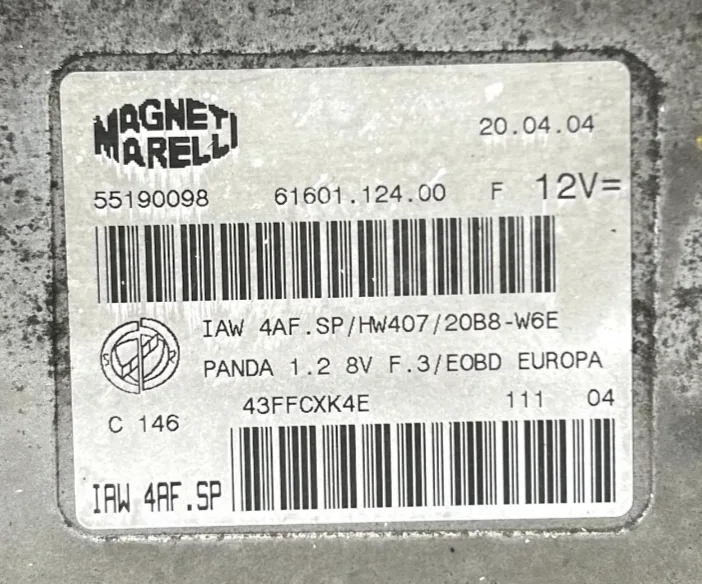 MAGNETI
MARELLI
20.04.04
55190098 61601.124.00 F 12V=
IAW 4AF.SP/HW407/20B8-W6E
PANDA 1.2 8V F.3/EOBD EUROPA
S R
43FFCXK4E 111 04
C 146
IAW 4AF.SP